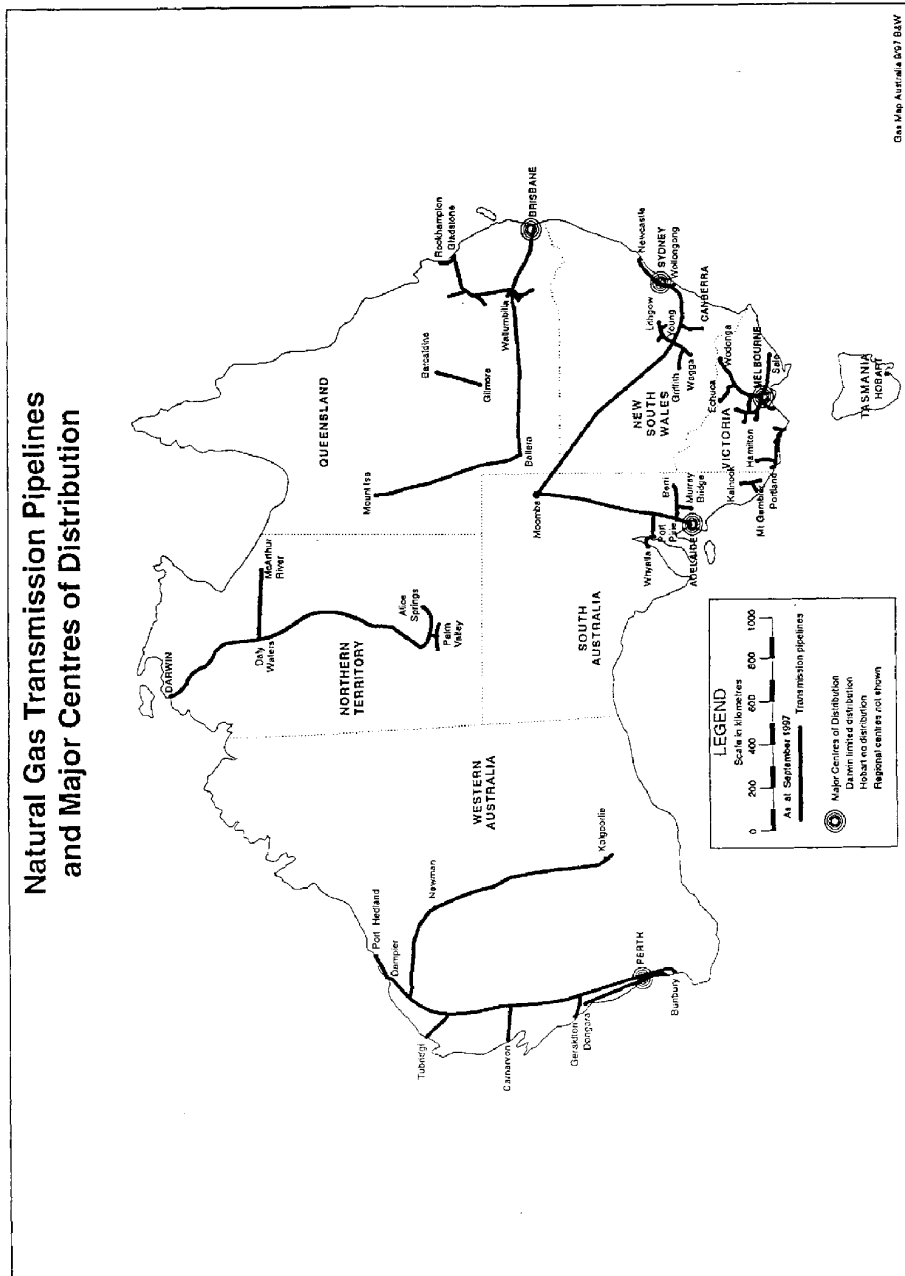 Natural Gas Transmission Pipelines
and Major Centres of Distribution
DARWIN
McArthur
River
Daly
Waters
NORTHERN
TERRITORY
Alice
Springs
Palm
Valley
QUEENSLAND
Mount Isa
Barcaldine
Gilmore
Rockhampton
Gladstone
Wallumbilla
BRISBANE
Ballera
Moomba
Port Hedland
Dampier
Tubridgi
Newman
Carnarvon
WESTERN
AUSTRALIA
Geraldton
Dongara
Kalgoorlie
PERTH
Bunbury
SOUTH
AUSTRALIA
Whyalla
Port
Pirie
Berri
Murray
Bridge
ADELAIDE
NEW
SOUTH
WALES
Newcastle
SYDNEY
Wollongong
Lithgow
Young
CANBERRA
Griffith
Wagga
Wodonga
Echuca
MELBOURNE
Sale
VICTORIA
Hamilton
Kalnook
Mt Gambier
Portland
TASMANIA
HOBART
LEGEND
Scale in kilometres
0 200 400 600 800 1000
As at September 1997
Transmission pipelines
Major Centres of Distribution
Darwin limited distribution
Hobart no distribution
Regional centres not shown
Gas Map Australia 9/97 B&W